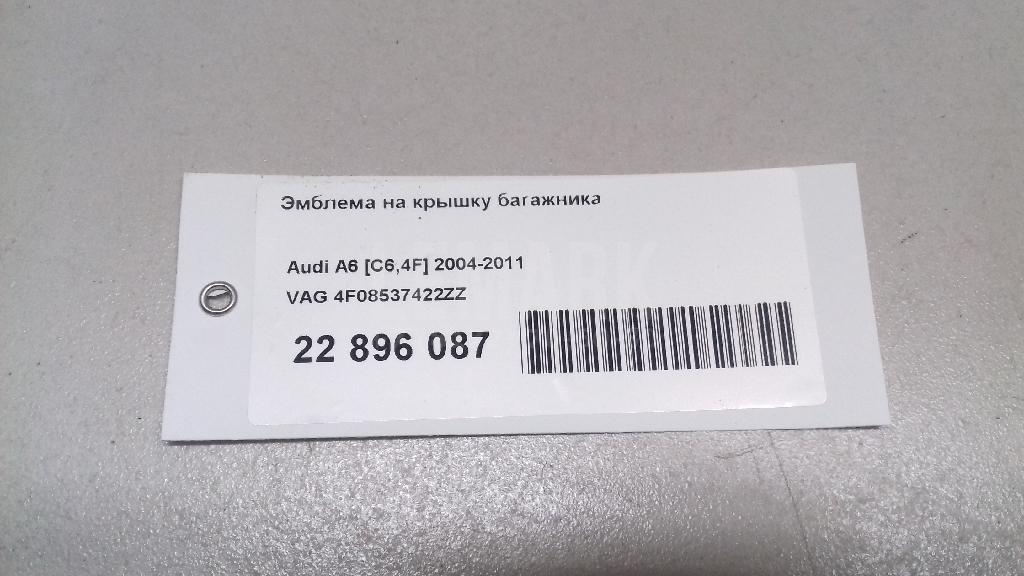 Эмблема на крышку багажника
Audi A6 [C6,4F] 2004-2011
VAG 4F08537422ZZ
22 896 087